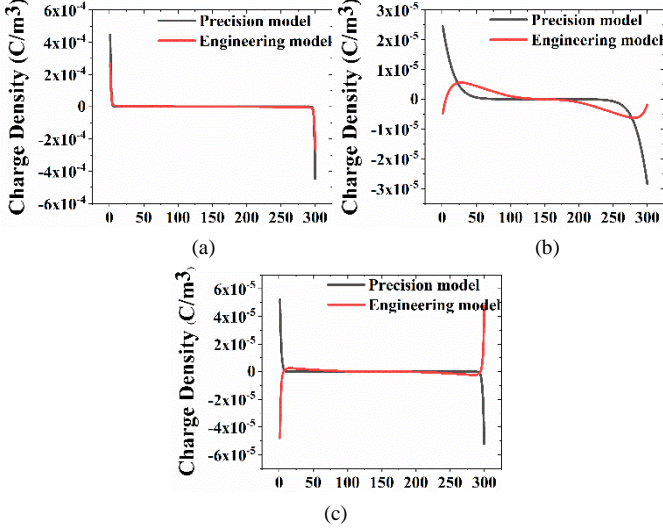 6x10⁻⁴
4x10⁻⁴
2x10⁻⁴
0
-2x10⁻⁴
-4x10⁻⁴
-6x10⁻⁴
Charge Density (C/m3)
Precision model
Engineering model
0 50 100 150 200 250 300
(a)
3x10⁻⁵
2x10⁻⁵
1x10⁻⁵
0
-1x10⁻⁵
-2x10⁻⁵
-3x10⁻⁵
Charge Density (C/m³)
Precision model
Engineering model
0 50 100 150 200 250 300
(b)
6x10⁻⁵
4x10⁻⁵
2x10⁻⁵
0
-2x10⁻⁵
-4x10⁻⁵
-6x10⁻⁵
Charge Density (C/m³)
Precision model
Engineering model
0 50 100 150 200 250 300
(c)